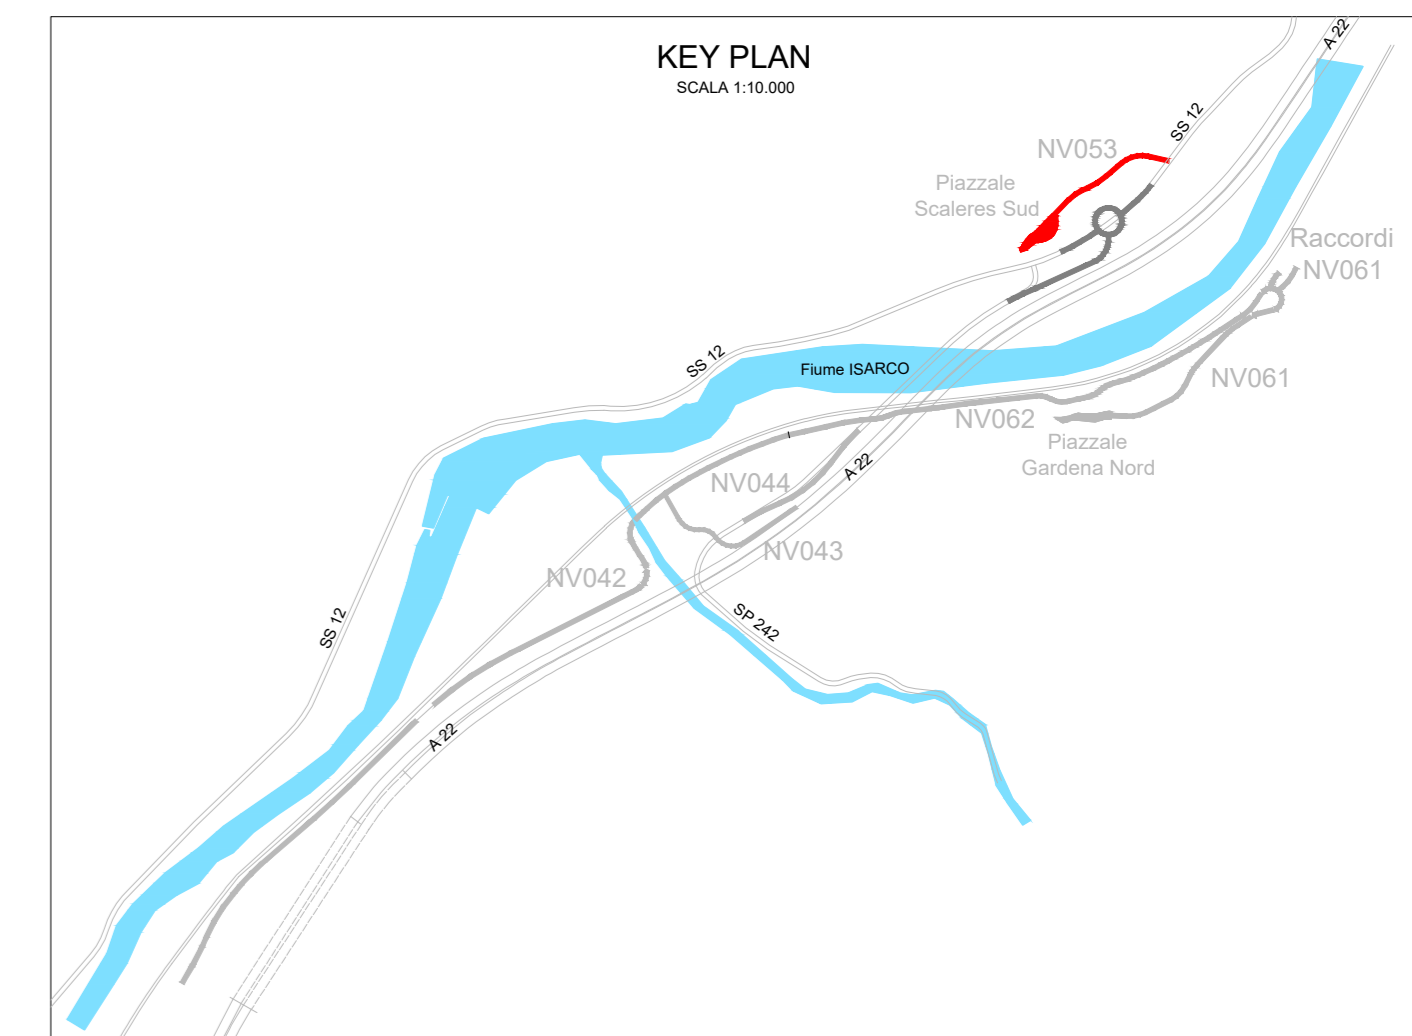 KEY PLAN
SCALA 1:10.000
A 22
SS 12
NV053
Piazzale
Scaleres Sud
Raccordi
NV061
SS 12
Fiume ISARCO
NV061
NV062
Piazzale
Gardena Nord
A 22
NV044
NV043
NV042
SS 12
SP 242
A 22